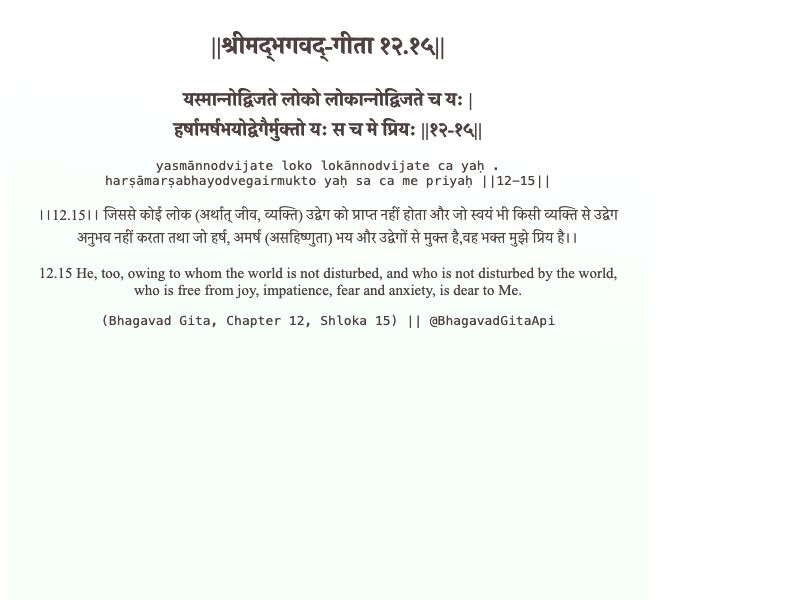 ||श्रीमद्‍भगवद्-गीता १२.१५||
यस्मान्नोद्विजते लोको लोकान्नोद्विजते च यः |
हर्षामर्षभयोद्वेगैर्मुक्तो यः स च मे प्रियः ||१२-१५||
yasmānnodvijate loko lokānnodvijate ca yaḥ .
harṣāmarṣabhayodvegairmukto yaḥ sa ca me priyaḥ ||12-15||
।।12.15।। जिससे कोई लोक (अर्थात् जीव, व्यक्ति) उद्वेग को प्राप्त नहीं होता और जो स्वयं भी किसी व्यक्ति से उद्वेग
अनुभव नहीं करता तथा जो हर्ष, अमर्ष (असहिष्णुता) भय और उद्वेगों से मुक्त है,वह भक्त मुझे प्रिय है।।
12.15 He, too, owing to whom the world is not disturbed, and who is not disturbed by the world,
who is free from joy, impatience, fear and anxiety, is dear to Me.
(Bhagavad Gita, Chapter 12, Shloka 15) || @BhagavadGitaApi